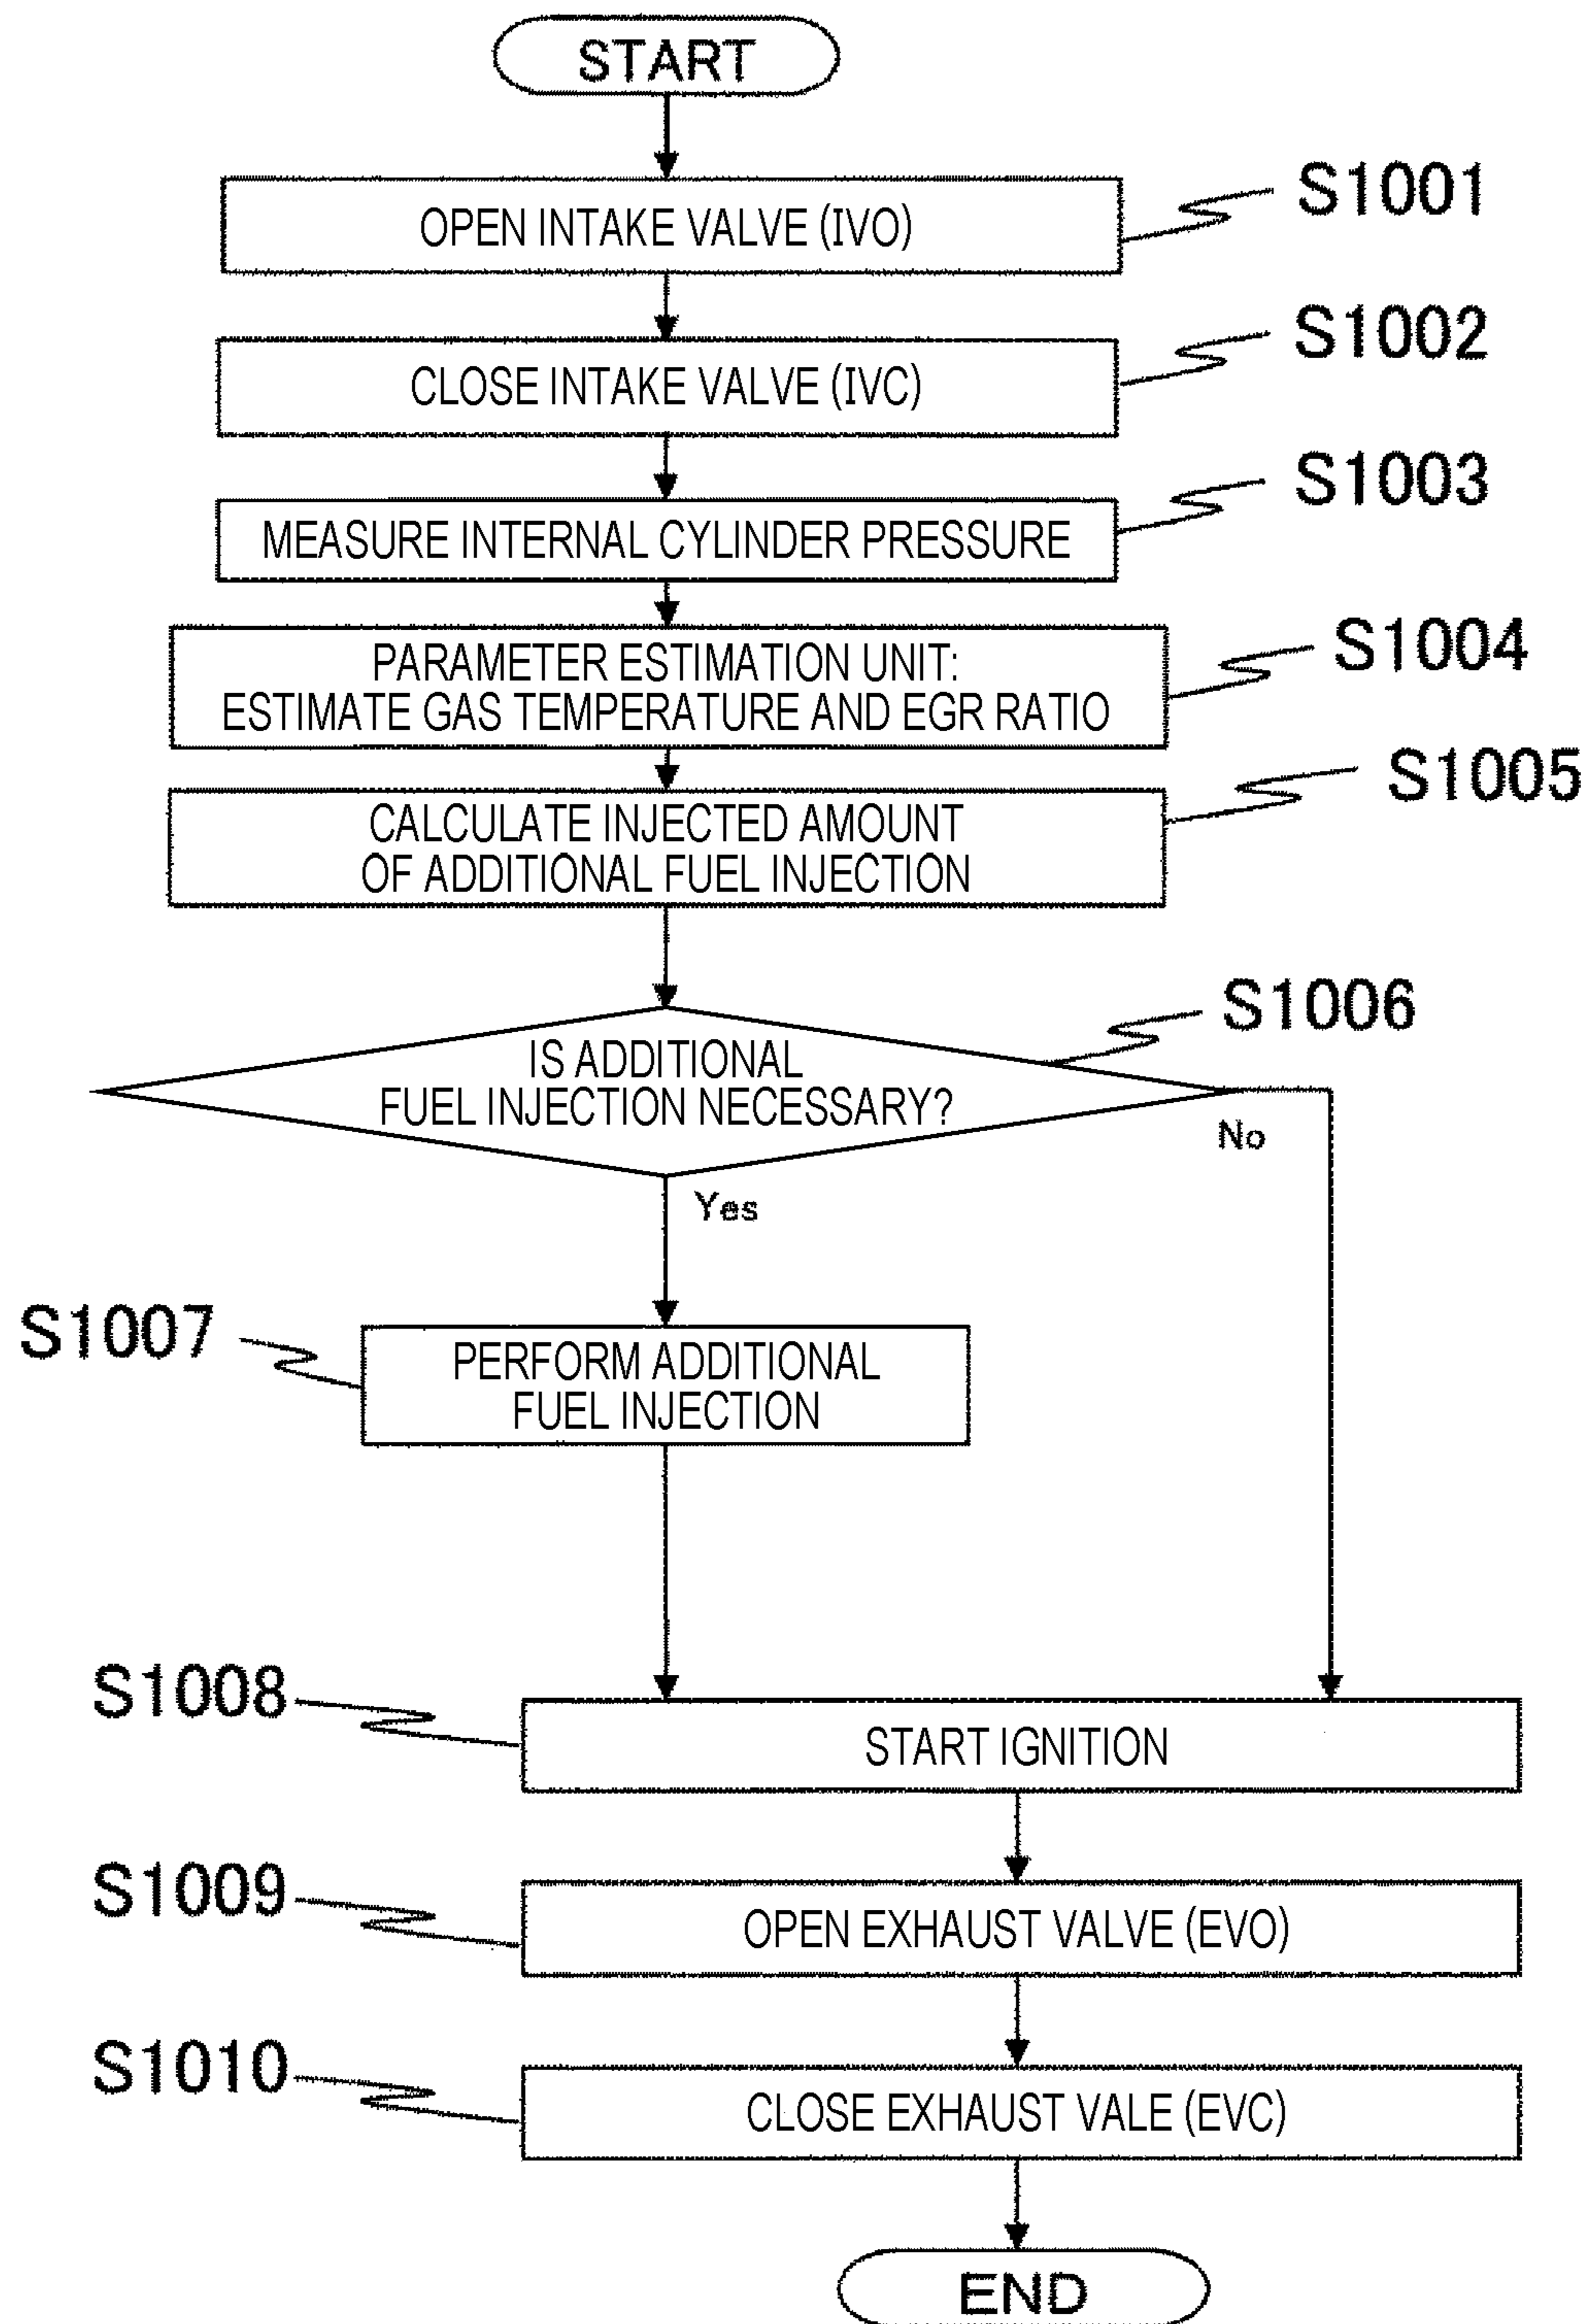 START
OPEN INTAKE VALVE (IVO)
S1001
CLOSE INTAKE VALVE (IVC)
S1002
MEASURE INTERNAL CYLINDER PRESSURE
S1003
PARAMETER ESTIMATION UNIT:
ESTIMATE GAS TEMPERATURE AND EGR RATIO
S1004
CALCULATE INJECTED AMOUNT
OF ADDITIONAL FUEL INJECTION
S1005
IS ADDITIONAL
FUEL INJECTION NECESSARY?
S1006
No
Yes
S1007
PERFORM ADDITIONAL
FUEL INJECTION
S1008
START IGNITION
S1009
OPEN EXHAUST VALVE (EVO)
S1010
CLOSE EXHAUST VALE (EVC)
END